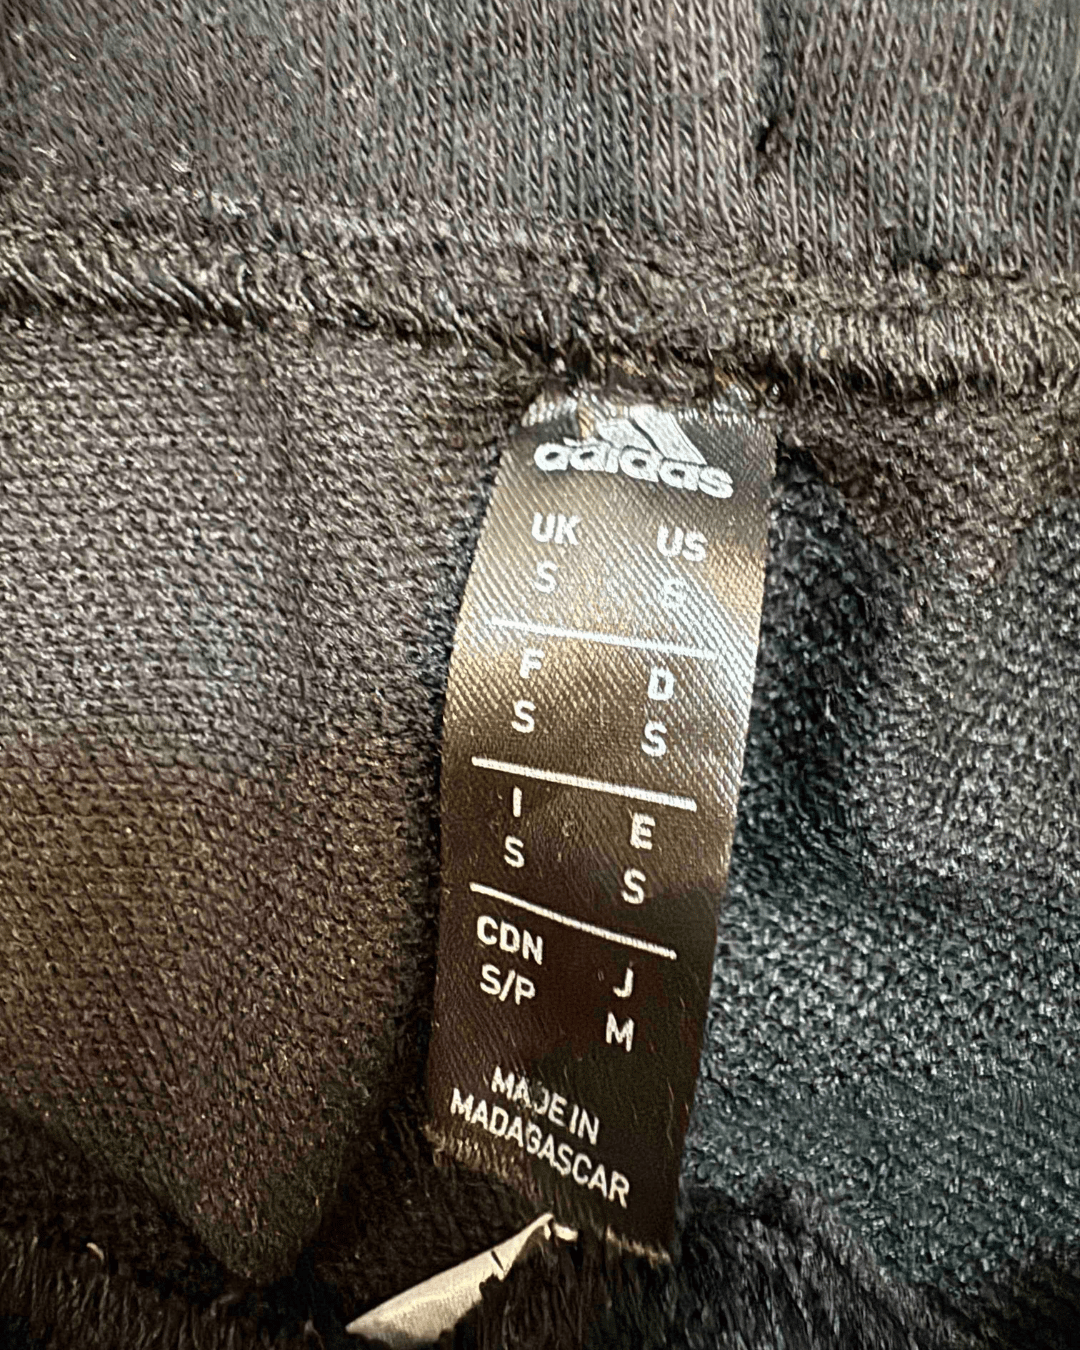 adidas
UK US
S
F D
S S
I E
S S
CDN J
S/P M
MADE IN
MADAGASCAR